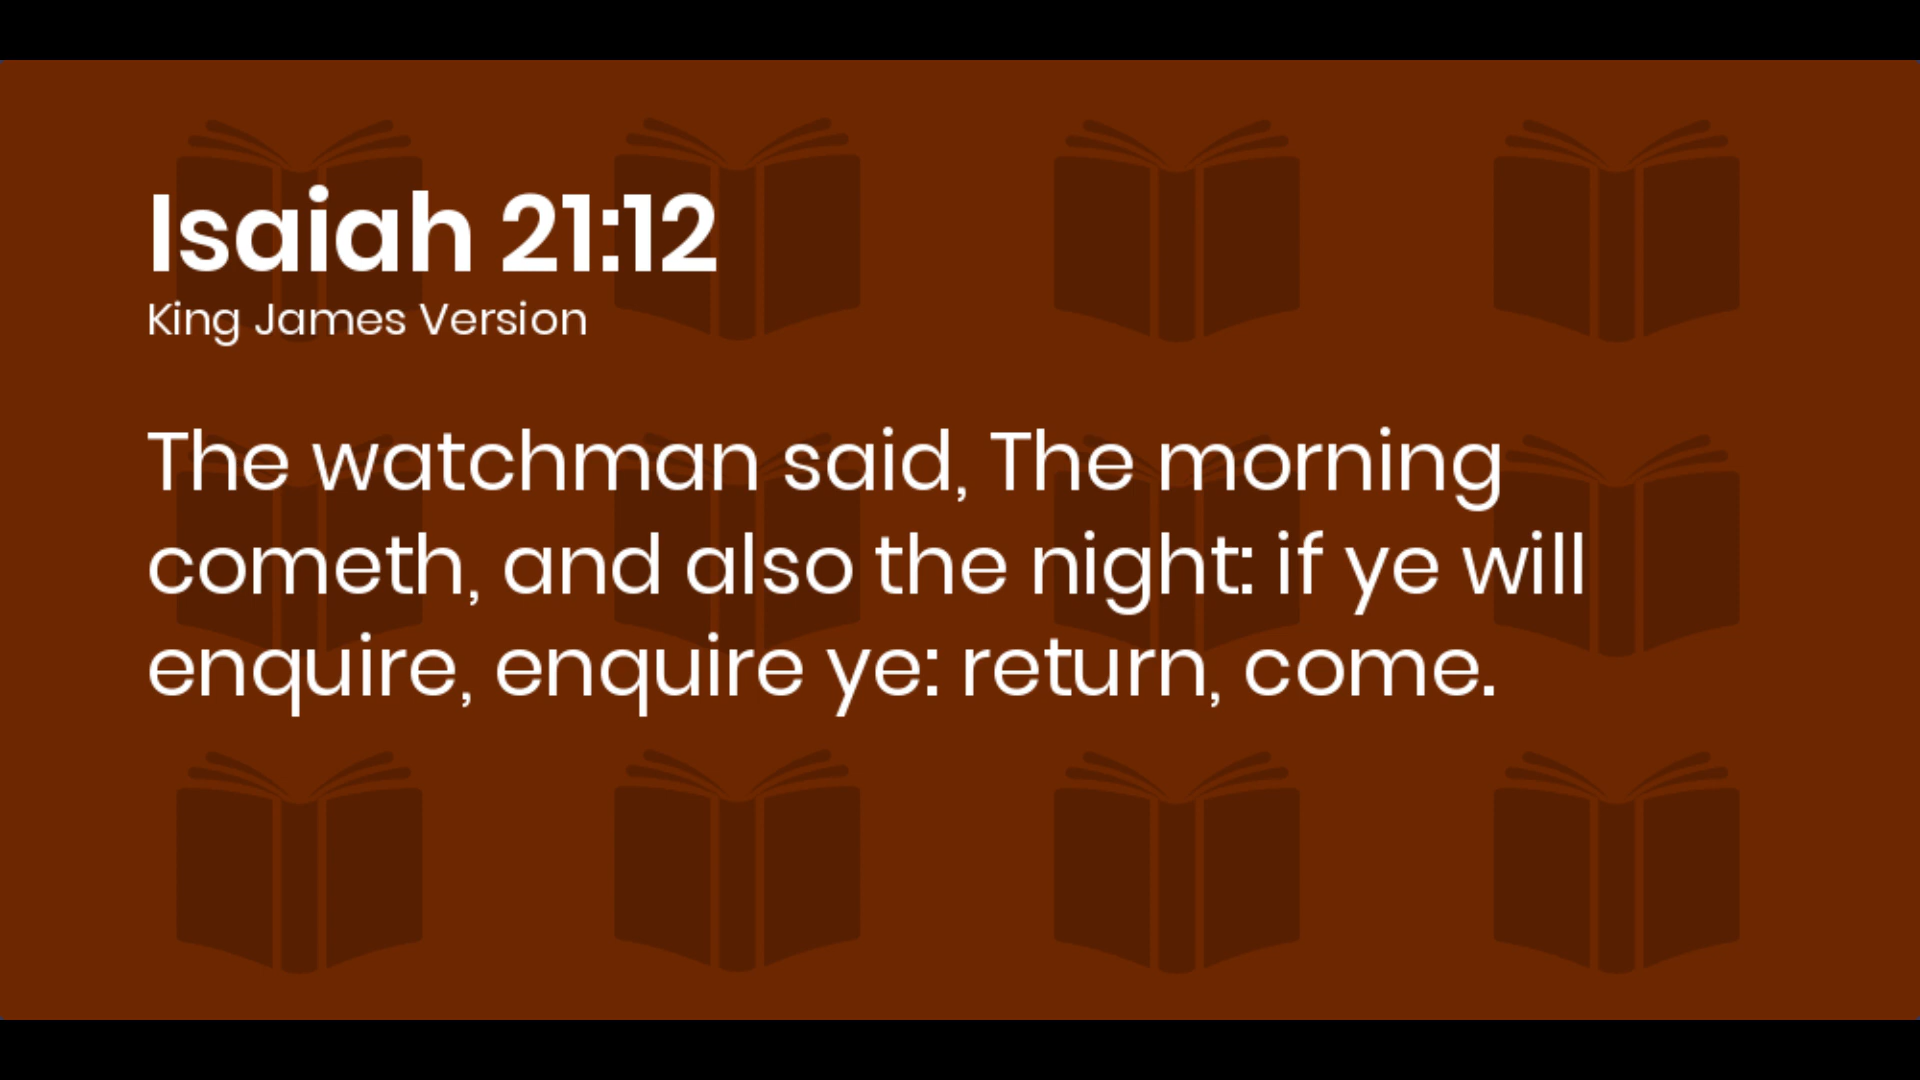 Isaiah 21:12
King James Version
The watchman said, The morning
cometh, and also the night: if ye will
enquire, enquire ye: return, come.